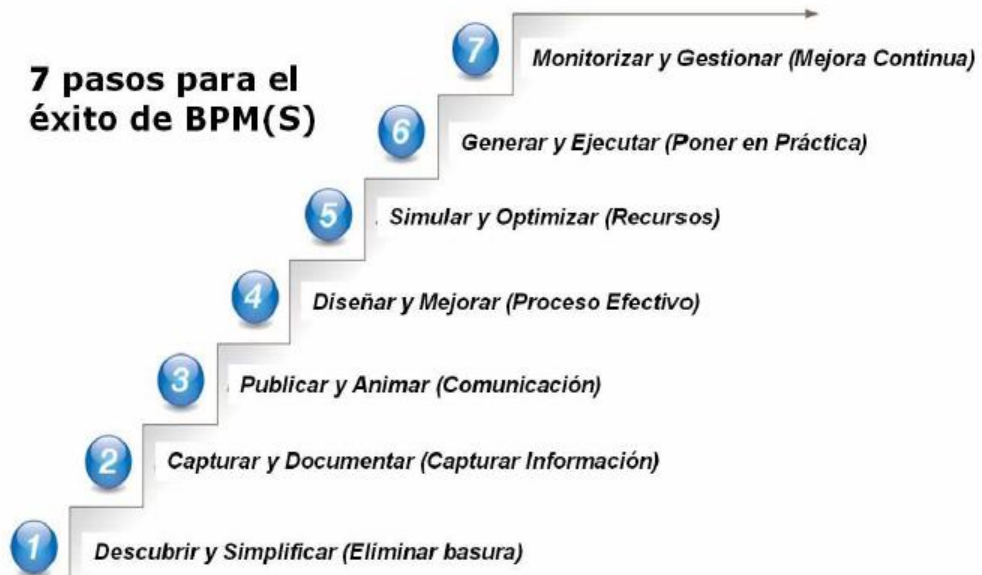 7 pasos para el
éxito de BPM(S)
7
Monitorizar y Gestionar (Mejora Continua)
6
Generar y Ejecutar (Poner en Práctica)
5
Simular y Optimizar (Recursos)
4
Diseñar y Mejorar (Proceso Efectivo)
3
Publicar y Animar (Comunicación)
2
Capturar y Documentar (Capturar Información)
1
Descubrir y Simplificar (Eliminar basura)